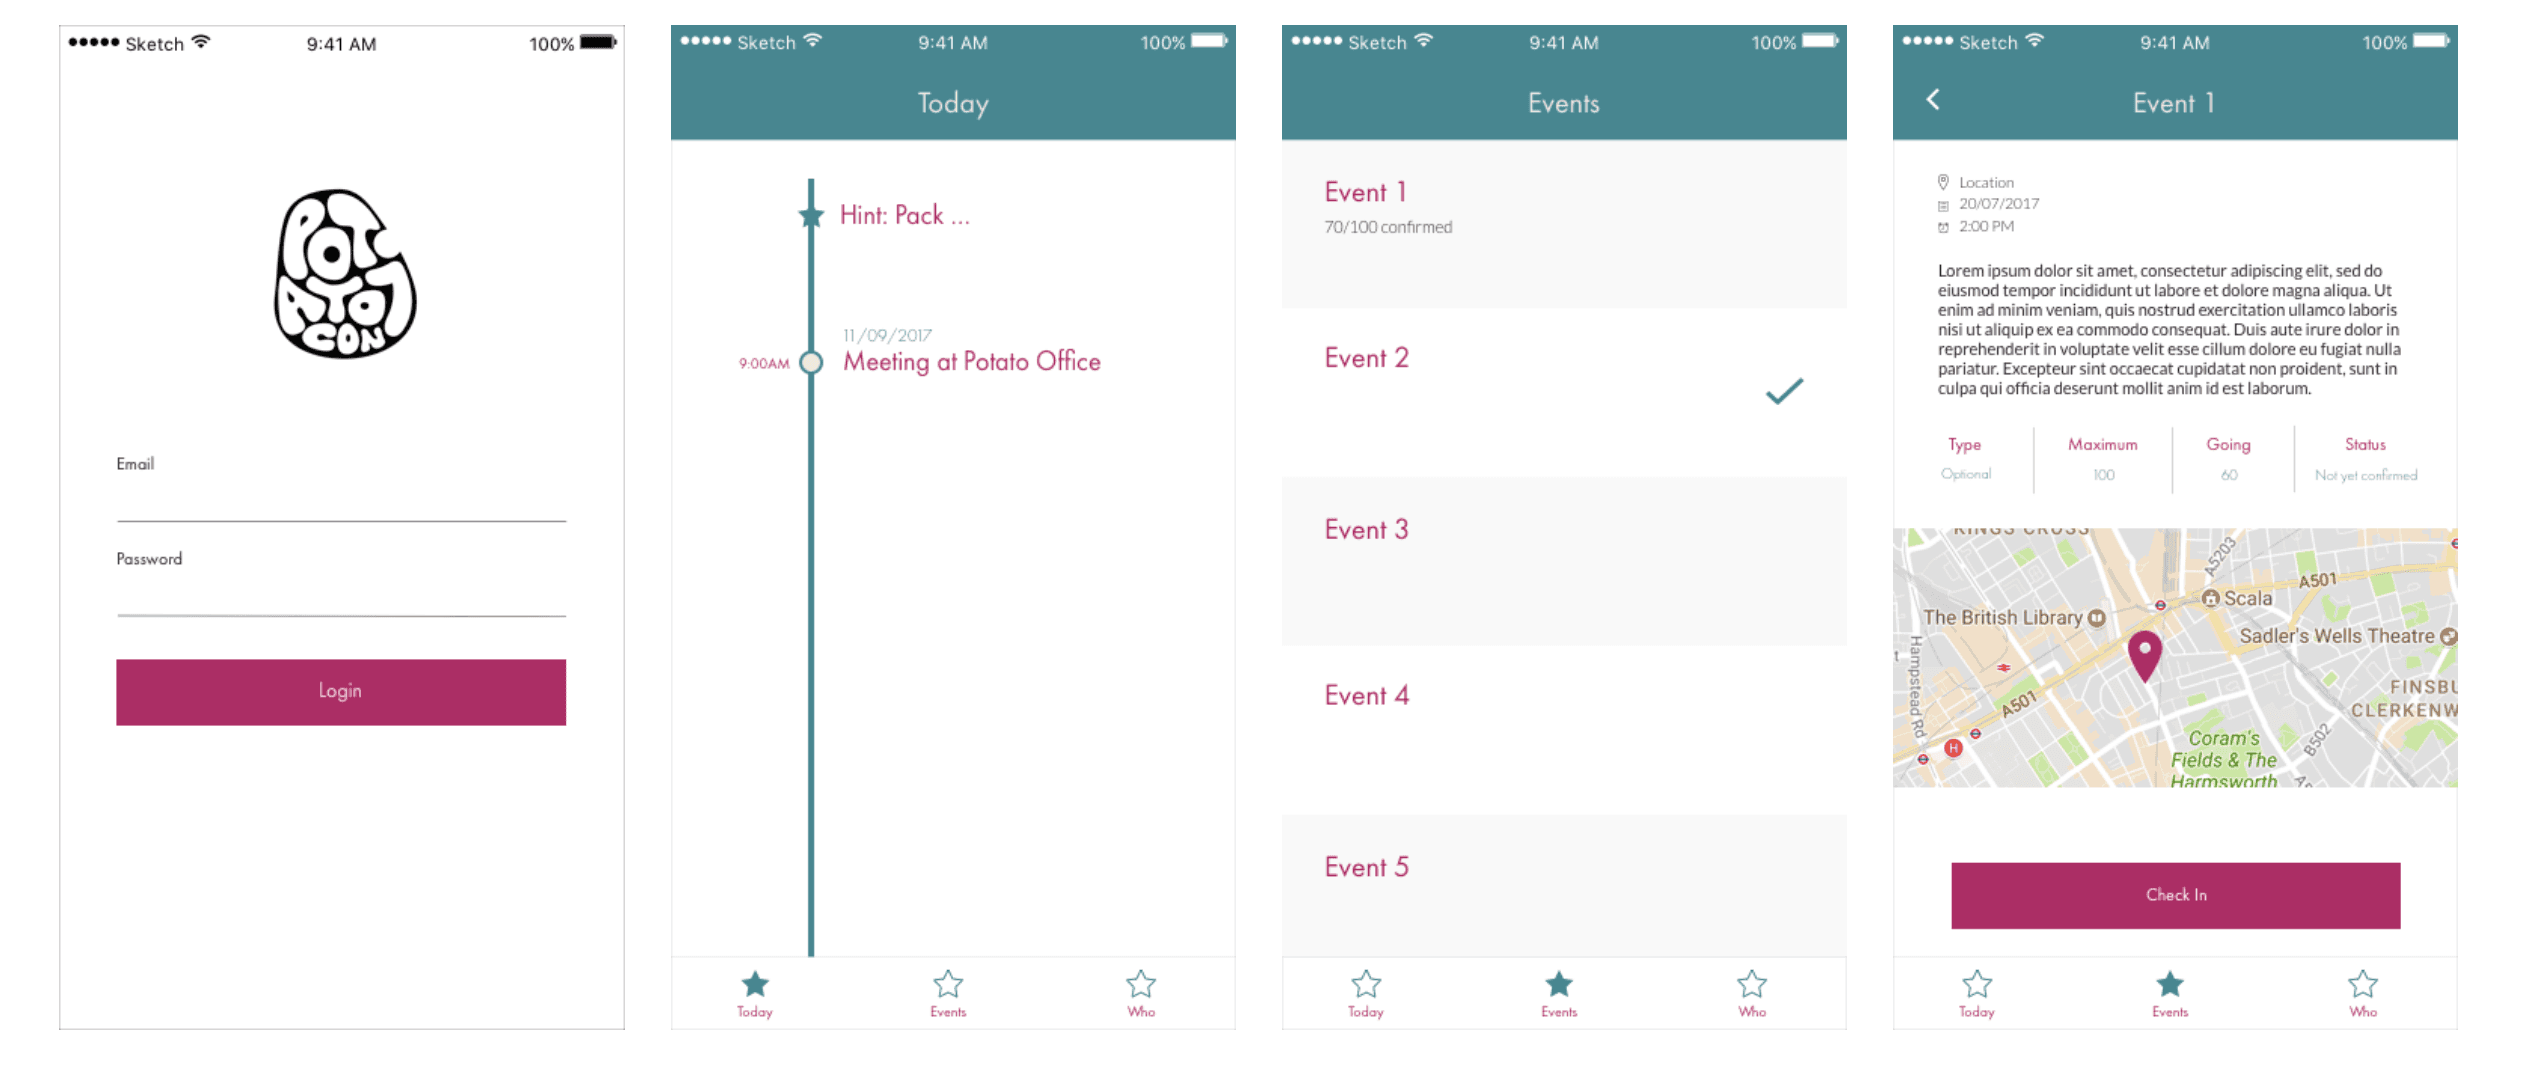 Sketch 9:41 AM 100%
POT
ATO
CON
Email
Password
Login
Sketch 9:41 AM 100%
Today
Hint: Pack ...
11/09/2017
9:00AM Meeting at Potato Office
Today Events Who
Sketch 9:41 AM 100%
Events
Event 1
70/100 confirmed
Event 2
Event 3
Event 4
Event 5
Today Events Who
Sketch 9:41 AM 100%
Event 1
Location
20/07/2017
2:00 PM
Lorem ipsum dolor sit amet, consectetur adipiscing elit, sed do
eiusmod tempor incididunt ut labore et dolore magna aliqua. Ut
enim ad minim veniam, quis nostrud exercitation ullamco laboris
nisi ut aliquip ex ea commodo consequat. Duis aute irure dolor in
reprehenderit in voluptate velit esse cillum dolore eu fugiat nulla
pariatur. Excepteur sint occaecat cupidatat non proident, sunt in
culpa qui officia deserunt mollit anim id est laborum.
Type Maximum Going Status
Optional 100 60 Not yet confirmed
KINGS CROSS
A5203
A501
Scala
The British Library
Sadler's Wells Theatre
Hampstead Rd
A501
FINSBU
CLERKENW
B502
H
Coram's
Fields & The
Harmsworth
Check In
Today Events Who